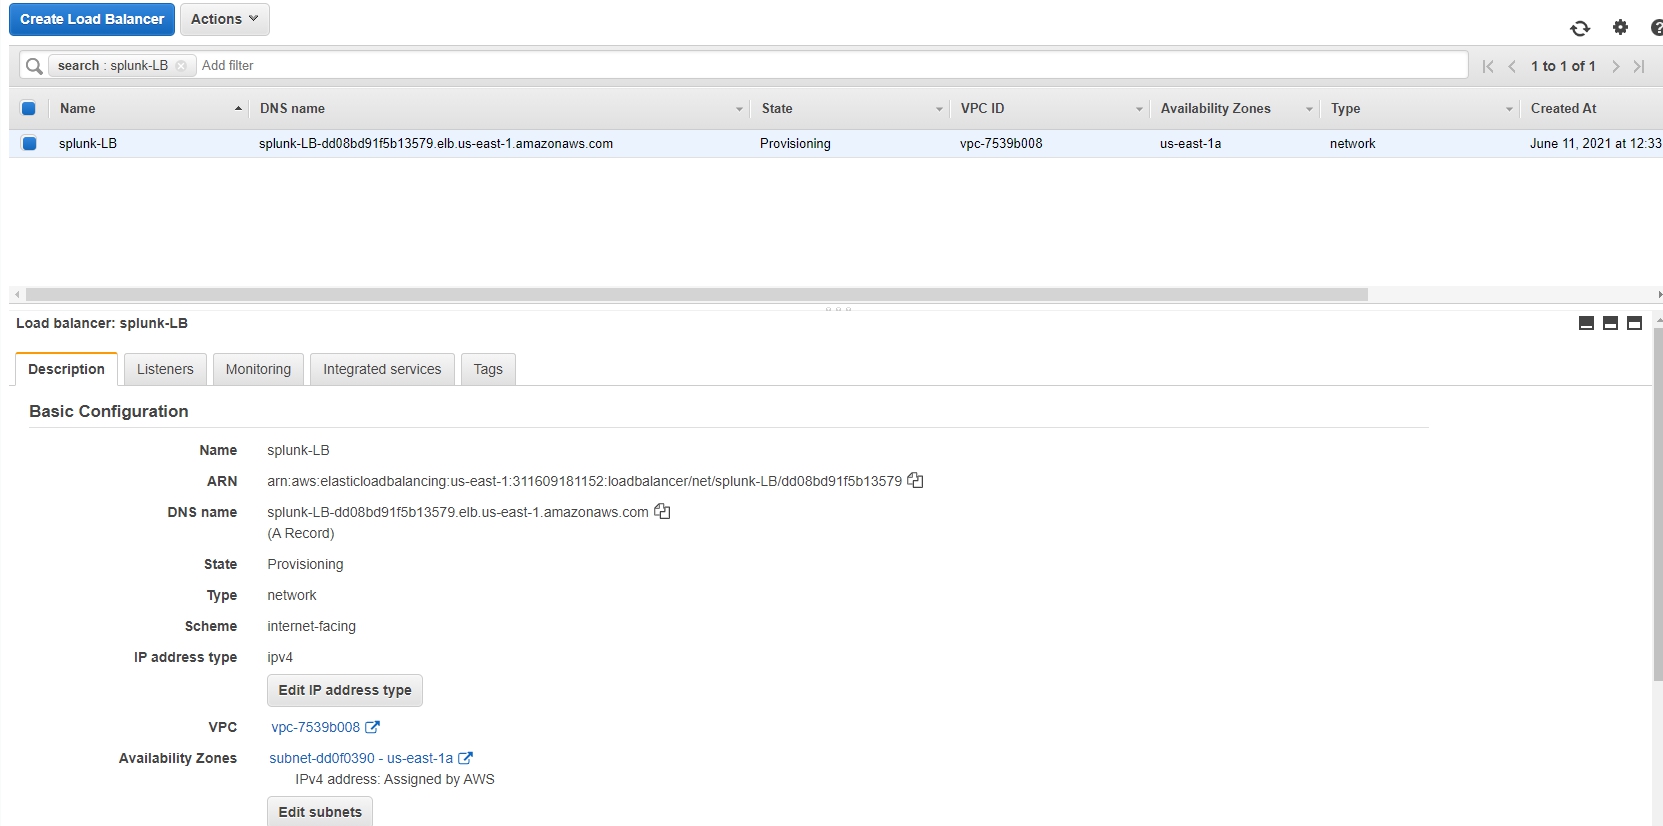 Create Load Balancer Actions
search : splunk-LB Add filter 1 to 1 of 1
Name DNS name State VPC ID Availability Zones Type Created At
splunk-LB splunk-LB-dd08bd91f5b13579.elb.us-east-1.amazonaws.com Provisioning vpc-7539b008 us-east-1a network June 11, 2021 at 12:33
Load balancer: splunk-LB
Description Listeners Monitoring Integrated services Tags
Basic Configuration
Name splunk-LB
ARN arn:aws:elasticloadbalancing:us-east-1:311609181152:loadbalancer/net/splunk-LB/dd08bd91f5b13579
DNS name splunk-LB-dd08bd91f5b13579.elb.us-east-1.amazonaws.com
(A Record)
State Provisioning
Type network
Scheme internet-facing
IP address type ipv4
Edit IP address type
VPC vpc-7539b008
Availability Zones subnet-dd0f0390 - us-east-1a
IPv4 address: Assigned by AWS
Edit subnets